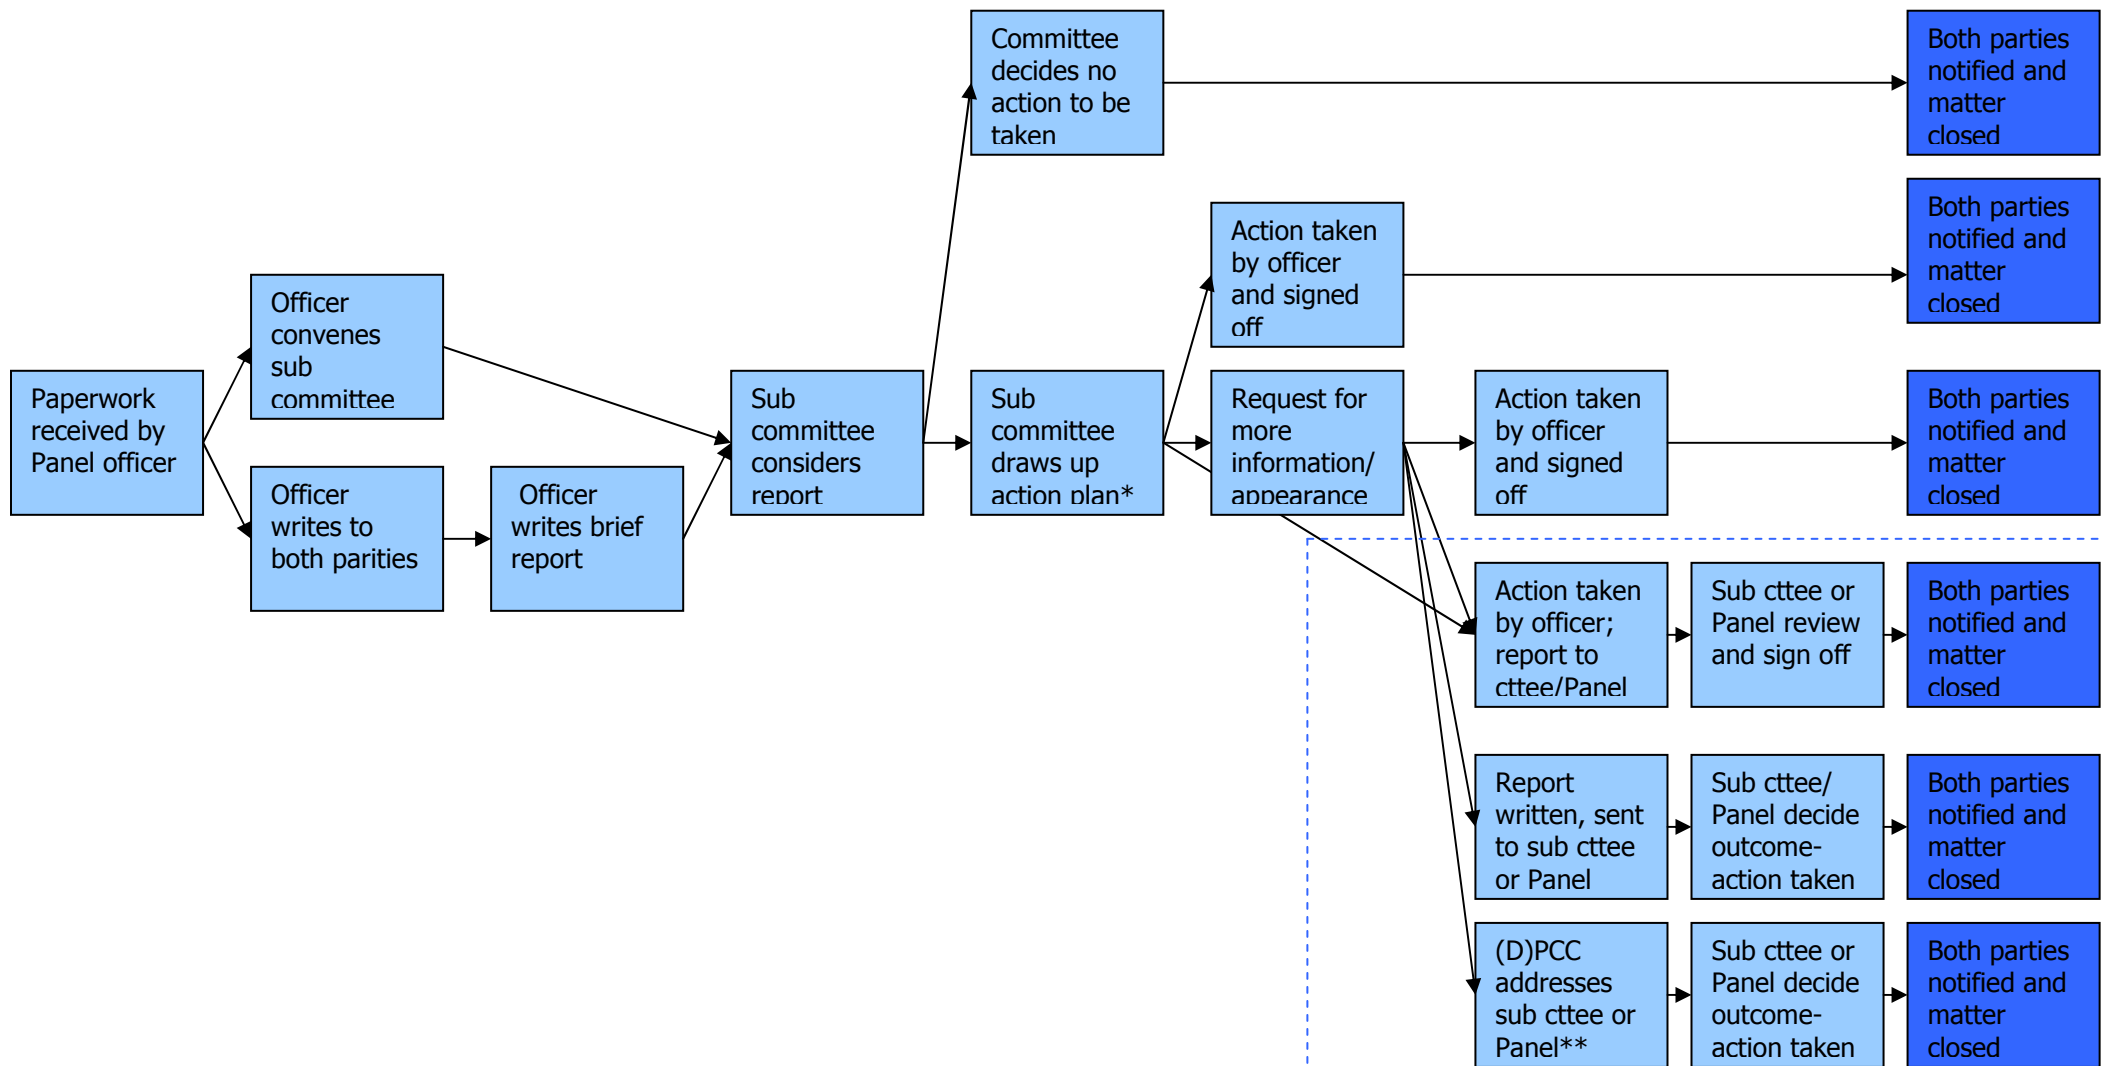 Committee
decides no
action to be
taken
Both parties
notified and
matter
closed
Action taken
by officer
and signed
off
Both parties
notified and
matter
closed
Officer
convenes
sub
committee
Paperwork
received by
Panel officer
Officer
writes to
both parities
Officer
writes brief
report
Sub
committee
considers
report
Sub
committee
draws up
action plan*
Request for
more
information/
appearance
Action taken
by officer
and signed
off
Both parties
notified and
matter
closed
Action taken
by officer;
report to
cttee/Panel
Sub cttee or
Panel review
and sign off
Both parties
notified and
matter
closed
Report
written, sent
to sub cttee
or Panel
Sub cttee/
Panel decide
outcome-
action taken
Both parties
notified and
matter
closed
(D)PCC
addresses
sub cttee or
Panel**
Sub cttee or
Panel decide
outcome-
action taken
Both parties
notified and
matter
closed